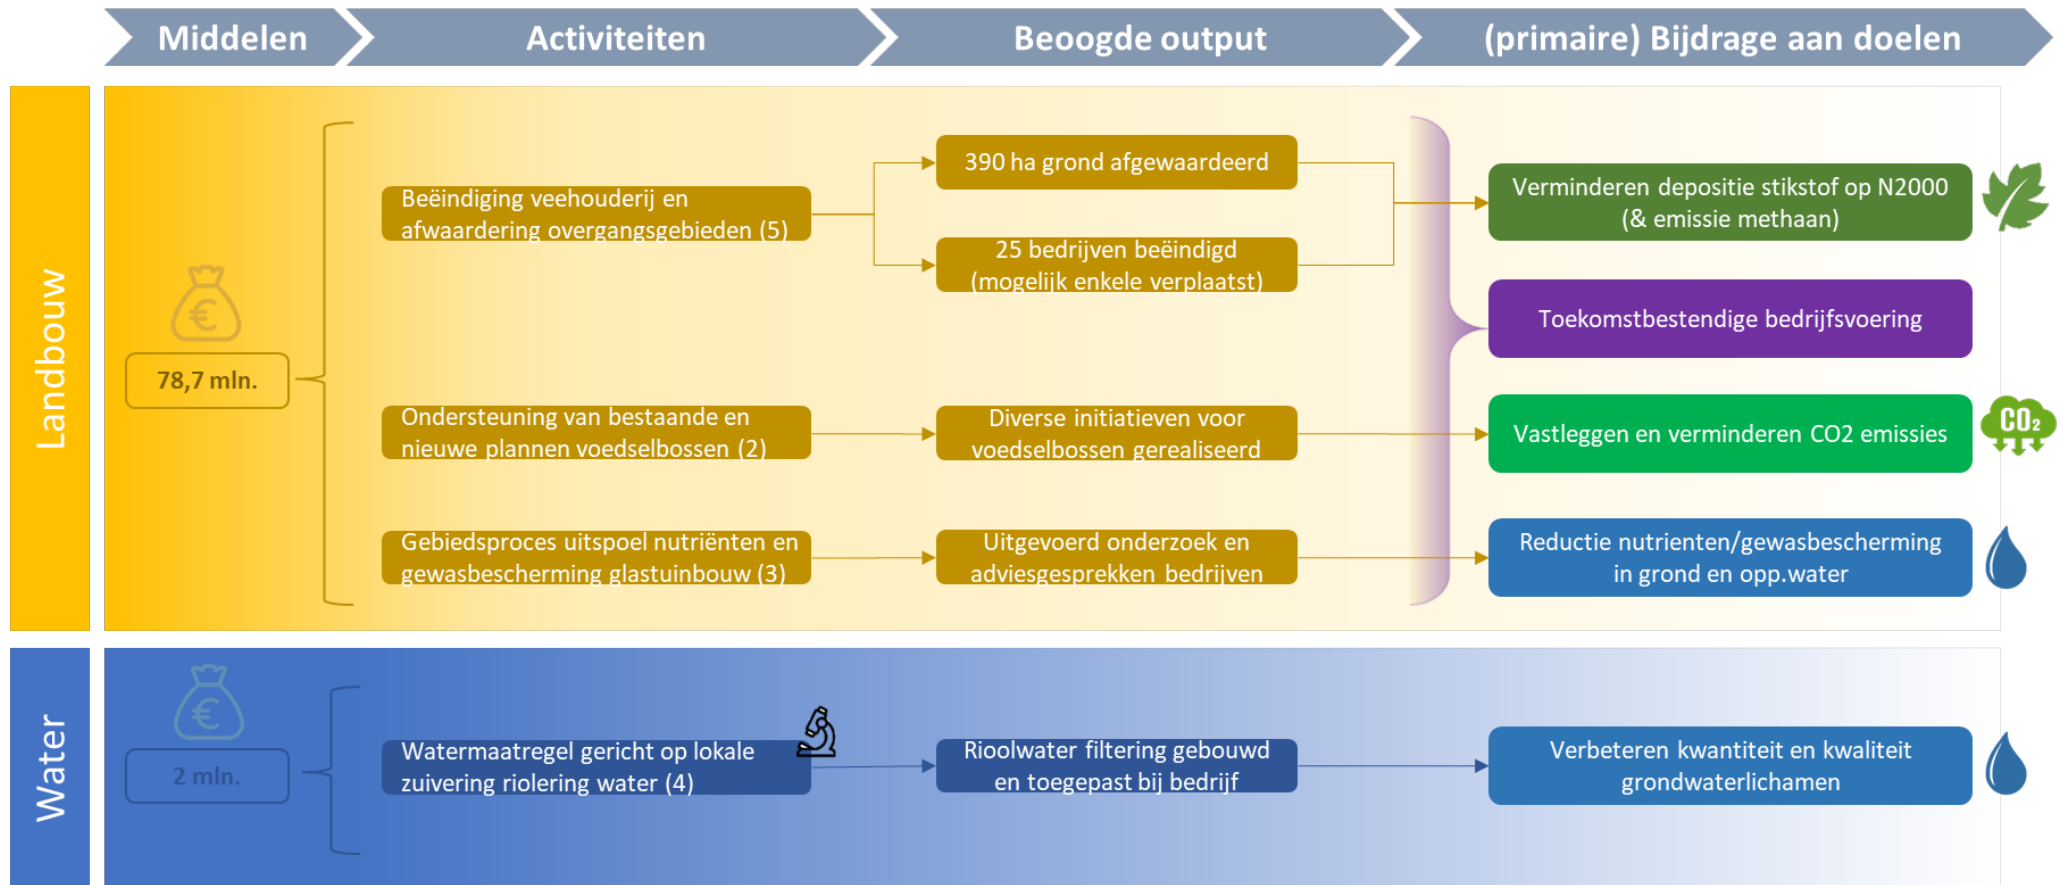 Middelen
Activiteiten
Beoogde output
(primaire) Bijdrage aan doelen
Landbouw
78,7 mln.
Beëindiging veehouderij en
afwaardering overgangsgebieden (5)
390 ha grond afgewaardeerd
25 bedrijven beëindigd
(mogelijk enkele verplaatst)
Verminderen depositie stikstof op N2000
(& emissie methaan)
Toekomstbestendige bedrijfsvoering
Ondersteuning van bestaande en
nieuwe plannen voedselbossen (2)
Diverse initiatieven voor
voedselbossen gerealiseerd
Vastleggen en verminderen CO2 emissies
CO₂
Gebiedsproces uitspoel nutriënten en
gewasbescherming glastuinbouw (3)
Uitgevoerd onderzoek en
adviesgesprekken bedrijven
Reductie nutrienten/gewasbescherming
in grond en opp.water
Water
2 mln.
Watermaatregel gericht op lokale
zuivering riolering water (4)
Rioolwater filtering gebouwd
en toegepast bij bedrijf
Verbeteren kwantiteit en kwaliteit
grondwaterlichamen